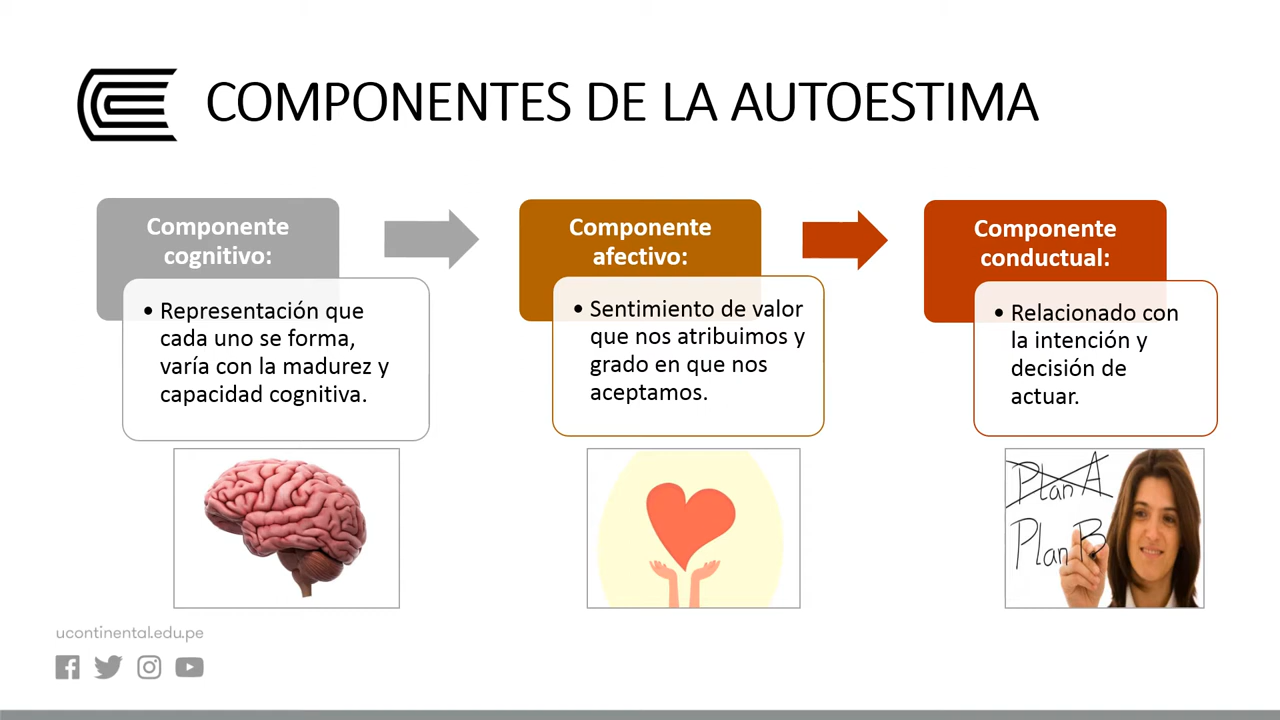 COMPONENTES DE LA AUTOESTIMA
Componente
cognitivo:
• Representación que
cada uno se forma,
varía con la madurez y
capacidad cognitiva.
Componente
afectivo:
• Sentimiento de valor
que nos atribuimos y
grado en que nos
aceptamos.
Componente
conductual:
• Relacionado con
la intención y
decisión de
actuar.
Plan A
Plan B
ucontinental.edu.pe